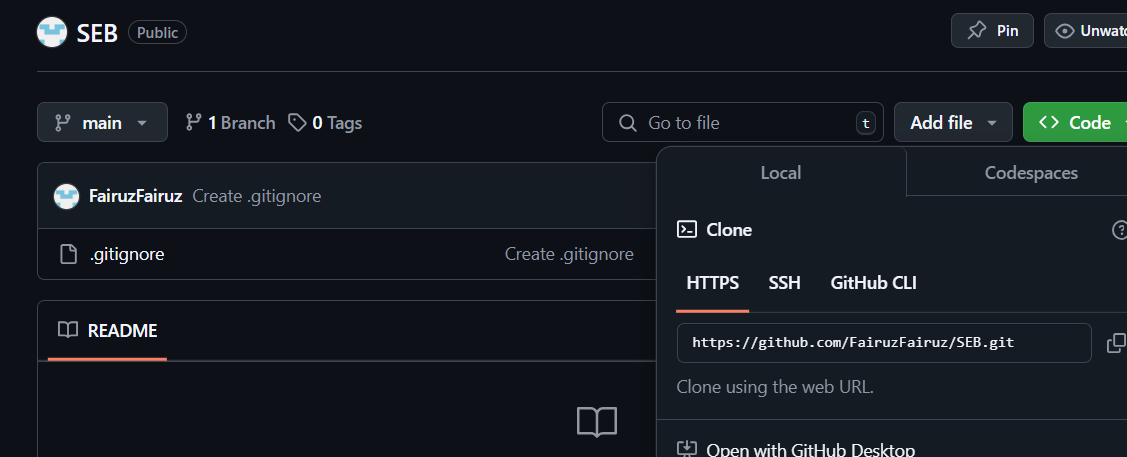 SEB Public
Pin
Unwatc
main
1 Branch
0 Tags
Go to file
t
Add file
<> Code
FairuzFairuz Create .gitignore
.gitignore
Create .gitignore
README
Local
Codespaces
Clone
?
HTTPS SSH GitHub CLI
https://github.com/FairuzFairuz/SEB.git
Clone using the web URL.
Open with GitHub Desktop